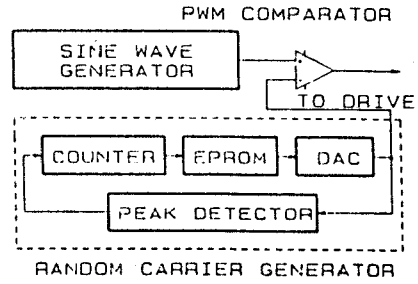 PWM COMPARATOR
SINE WAVE
GENERATOR
TO DRIVE
COUNTER
EPROM
DAC
PEAK DETECTOR
RANDOM CARRIER GENERATOR